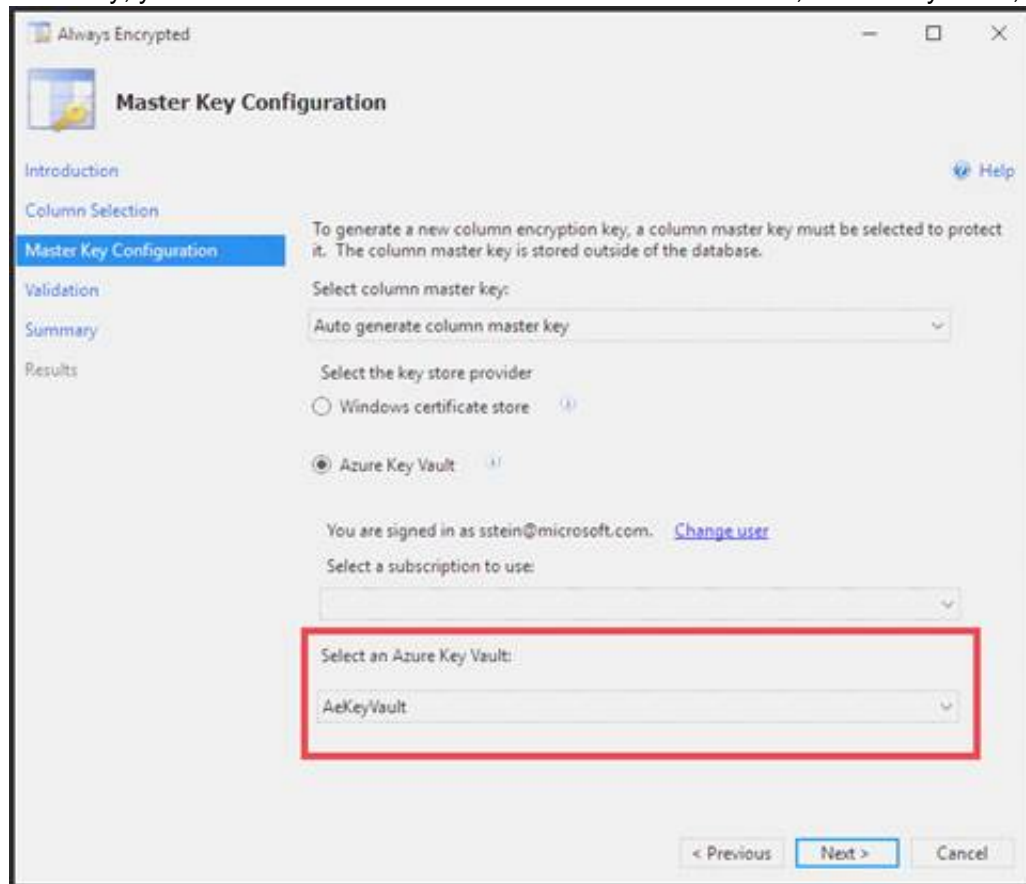 Always Encrypted
Master Key Configuration
Introduction
Help
Column Selection
Master Key Configuration
To generate a new column encryption key, a column master key must be selected to protect
it. The column master key is stored outside of the database.
Validation
Select column master key:
Summary
Auto generate column master key
Results
Select the key store provider
Windows certificate store
Azure Key Vault
You are signed in as sstein@microsoft.com. Change user
Select a subscription to use:
Select an Azure Key Vault:
AeKeyVault
< Previous
Next >
Cancel